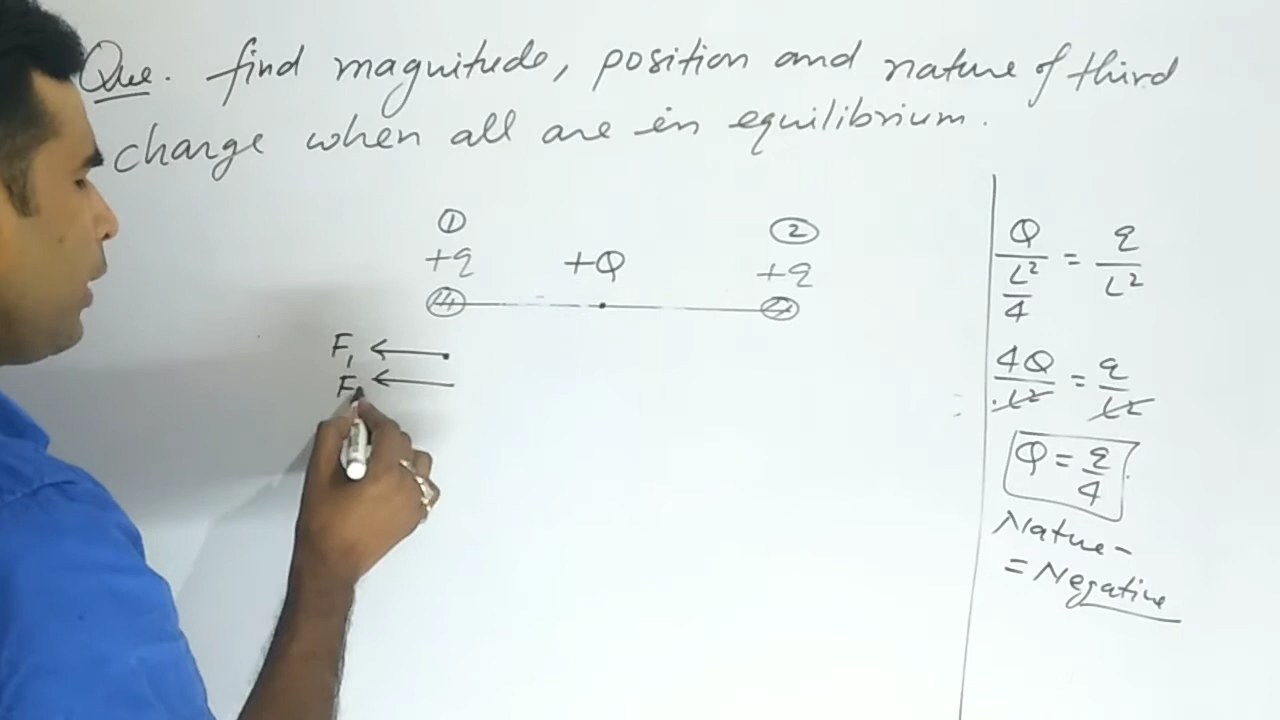 Que. find magnitude, position and nature of third
charge when all are in equilibrium.
① ②
+q +Q +q
F₁
F
Q/(L²/4) = q/L²
4Q/L² = q/L²
Q = q/4
Nature -
= Negative